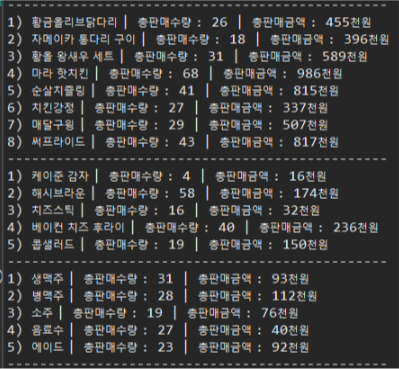 --------------------------------------------------
1) 황금올리브닭다리 | 총판매수량 : 26 | 총판매금액 : 455천원
2) 자메이카 통다리 구이 | 총판매수량 : 18 | 총판매금액 : 396천원
3) 황올 왕새우 세트 | 총판매수량 : 31 | 총판매금액 : 589천원
4) 마라 핫치킨 | 총판매수량 : 68 | 총판매금액 : 986천원
5) 순살치즐링 | 총판매수량 : 41 | 총판매금액 : 815천원
6) 치킨강정 | 총판매수량 : 27 | 총판매금액 : 337천원
7) 매달구윙 | 총판매수량 : 29 | 총판매금액 : 507천원
8) 써프라이드 | 총판매수량 : 43 | 총판매금액 : 817천원
--------------------------------------------------
1) 케이준 감자 | 총판매수량 : 4 | 총판매금액 : 16천원
2) 해시브라운 | 총판매수량 : 58 | 총판매금액 : 174천원
3) 치즈스틱 | 총판매수량 : 16 | 총판매금액 : 32천원
4) 베이컨 치즈 후라이 | 총판매수량 : 40 | 총판매금액 : 236천원
5) 콥샐러드 | 총판매수량 : 19 | 총판매금액 : 150천원
--------------------------------------------------
1) 생맥주 | 총판매수량 : 31 | 총판매금액 : 93천원
2) 병맥주 | 총판매수량 : 28 | 총판매금액 : 112천원
3) 소주 | 총판매수량 : 19 | 총판매금액 : 76천원
4) 음료수 | 총판매수량 : 27 | 총판매금액 : 40천원
5) 에이드 | 총판매수량 : 23 | 총판매금액 : 92천원
--------------------------------------------------